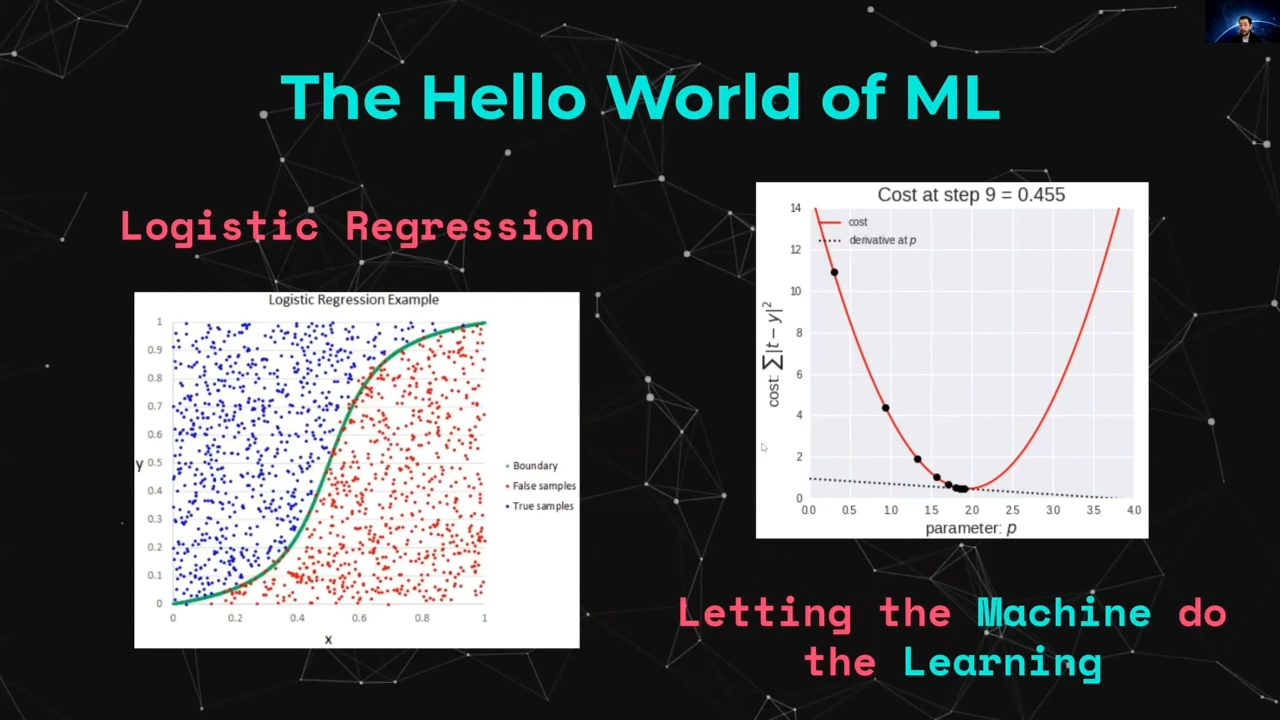 The Hello World of ML
Logistic Regression
Logistic Regression Example
1
0.9
0.8
0.7
0.6
y 0.5
0.4
0.3
0.2
0.1
0
0 0.2 0.4 0.6 0.8 1
x
Boundary
False samples
True samples
Cost at step 9 = 0.455
14
12
10
8
6
4
2
0
cost
derivative at p
cost: ∑|t − y|²
0.0 0.5 1.0 1.5 2.0 2.5 3.0 3.5 4.0
parameter: p
Letting the Machine do
the Learning